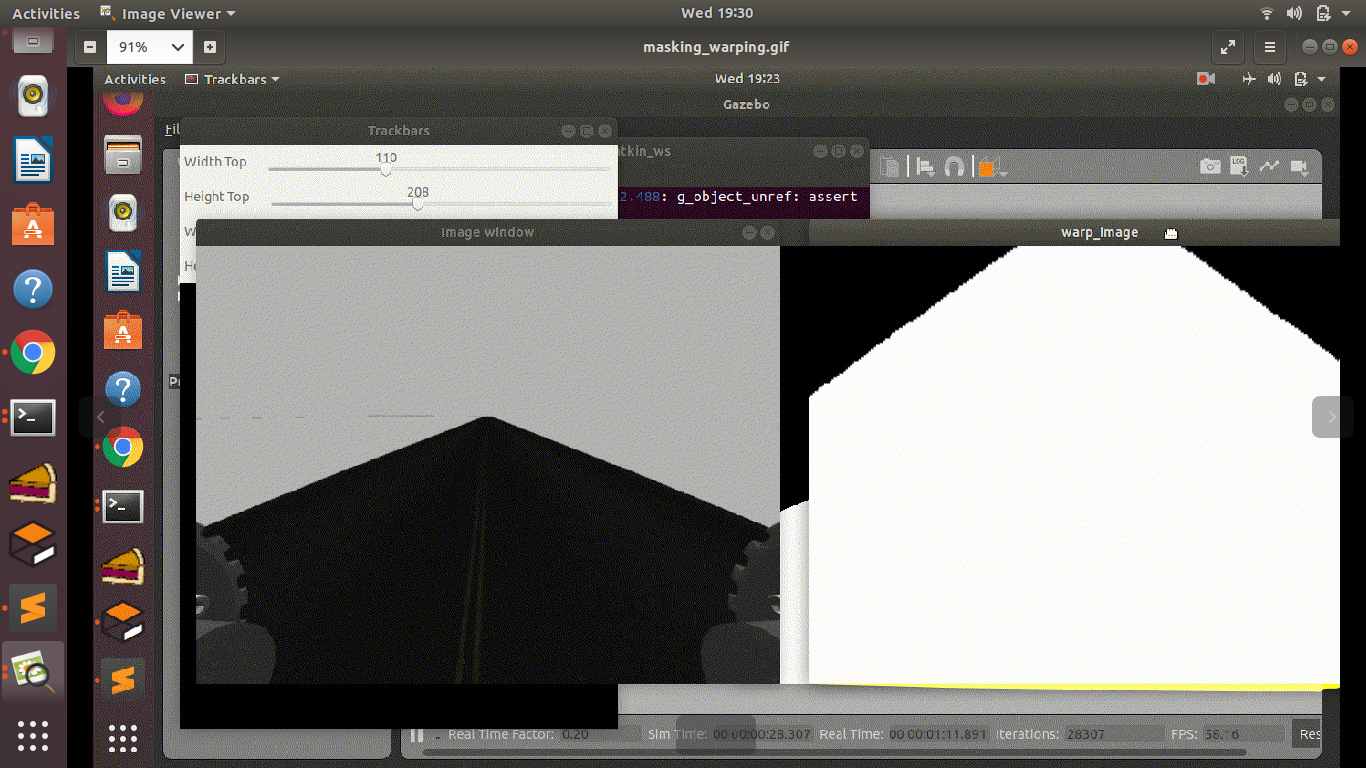 Activities Image Viewer Wed 19:30
91% masking_warping.gif
Activities Trackbars Wed 19:23
Gazebo
Fil Trackbars tkin_ws
Width Top 110
2.488: g_object_unref: assert
Height Top 208
W
Image window warp_image
He
LOG
Real Time Factor: 0.20 Sim Time: 00 00:00:28.307 Real Time: 00 00:01:11.891 Iterations: 28307 FPS: 58.16 Res